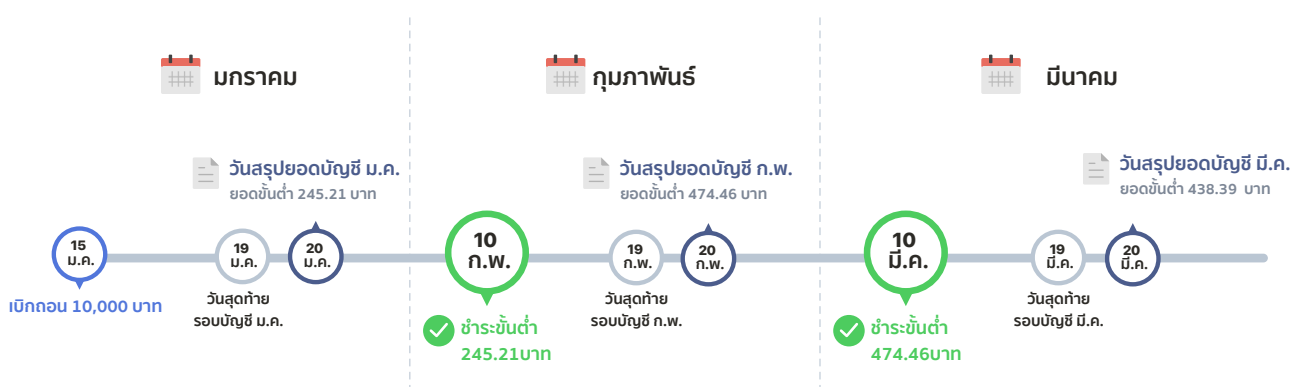 มกราคม
กุมภาพันธ์
มีนาคม
วันสรุปยอดบัญชี ม.ค.
ยอดขั้นต่ำ 245.21 บาท
วันสรุปยอดบัญชี ก.พ.
ยอดขั้นต่ำ 474.46 บาท
วันสรุปยอดบัญชี มี.ค.
ยอดขั้นต่ำ 438.39 บาท
15
ม.ค.
19
ม.ค.
20
ม.ค.
10
ก.พ.
19
ก.พ.
20
ก.พ.
10
มี.ค.
19
มี.ค.
20
มี.ค.
เบิกถอน 10,000 บาท
วันสุดท้าย
รอบบัญชี ม.ค.
ชำระขั้นต่ำ
245.21บาท
วันสุดท้าย
รอบบัญชี ก.พ.
ชำระขั้นต่ำ
474.46บาท
วันสุดท้าย
รอบบัญชี มี.ค.